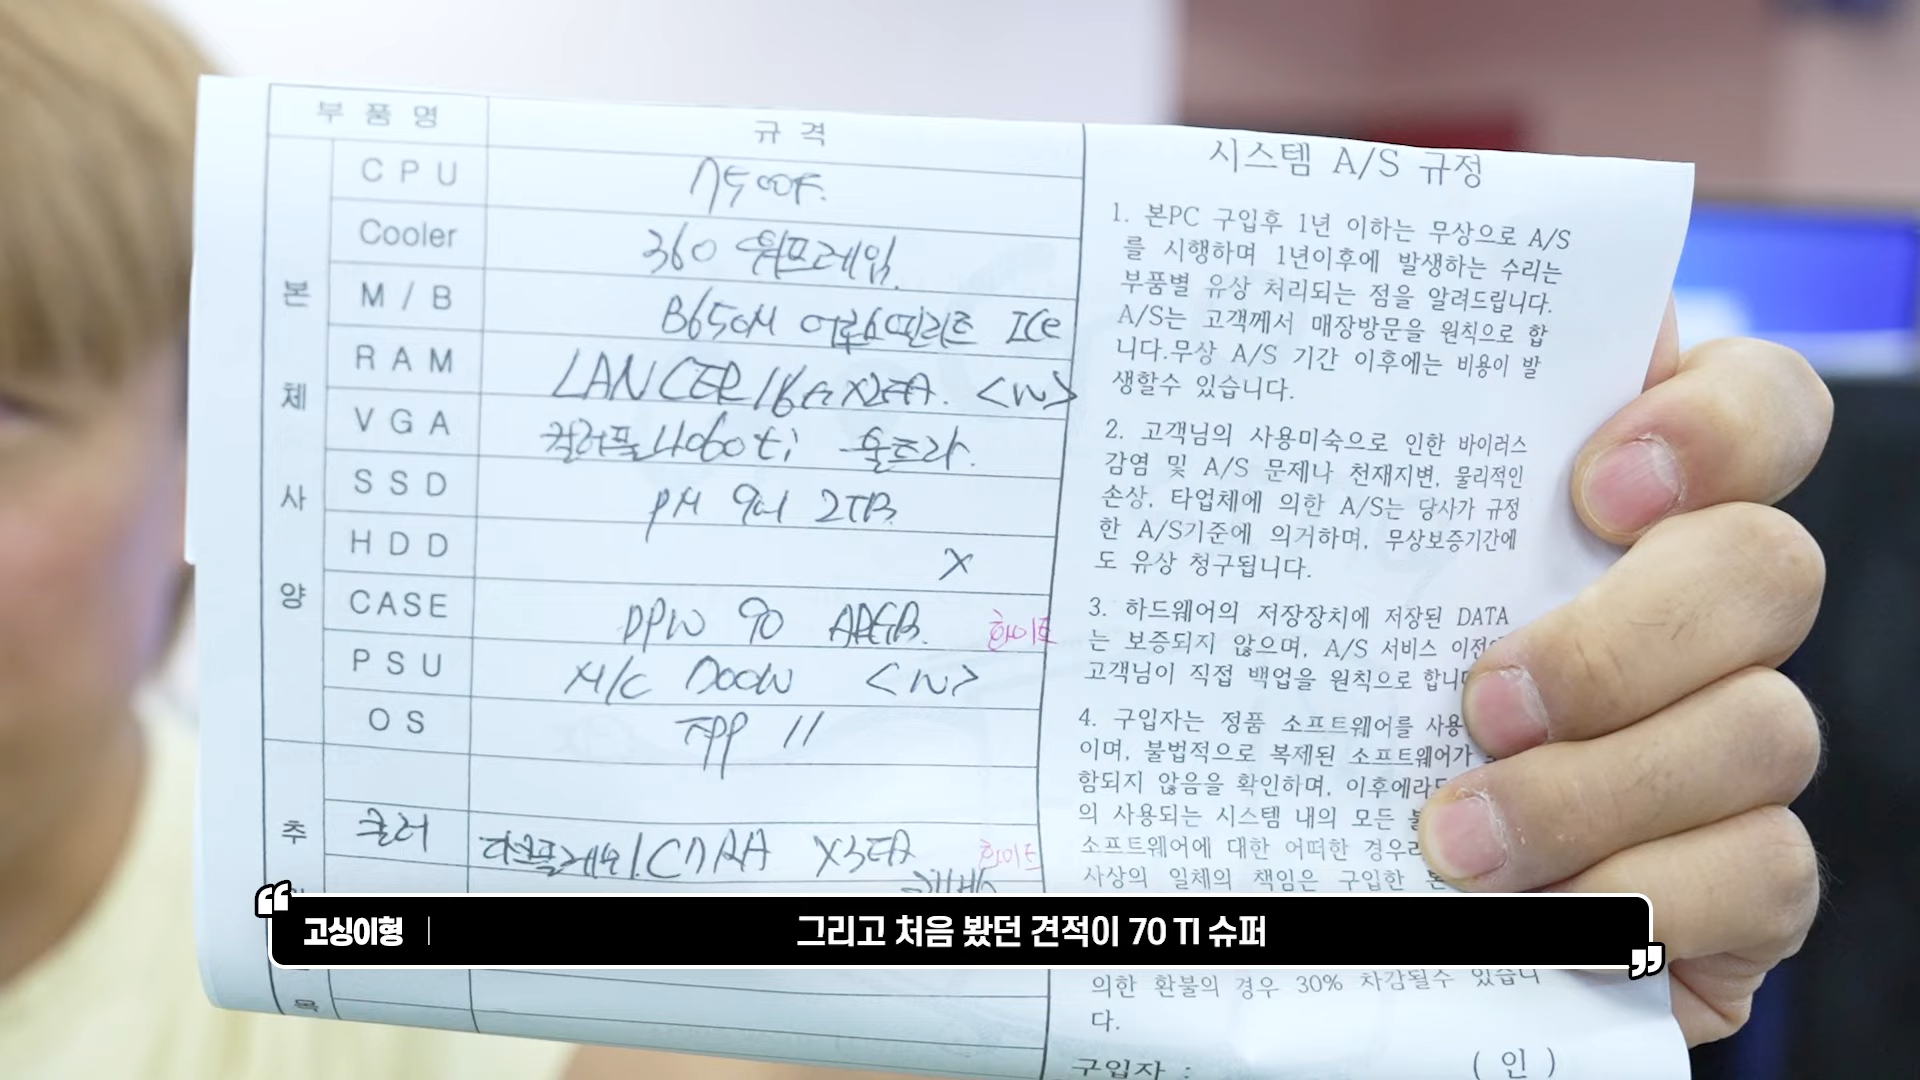 부 품 명 규 격
본 체 사 양
C P U 7500F.
Cooler 360
M / B B650M 어로스엘리트 ICE
R A M LANCER 16G X2EA. <W>
V G A 컬러풀 4060ti 울트라.
S S D PM 9a1 2TB
H D D X
CASE DPW 90 ARGB. 화이트
P S U M/C 700W <W>
O S FPP 11
추
쿨러 X3EA 화이트
목
시스템 A/S 규정
1. 본PC 구입후 1년 이하는 무상으로 A/S
를 시행하며 1년이후에 발생하는 수리는
부품별 유상 처리되는 점을 알려드립니다.
A/S는 고객께서 매장방문을 원칙으로 합
니다.무상 A/S 기간 이후에는 비용이 발
생할수 있습니다.
2. 고객님의 사용미숙으로 인한 바이러스
감염 및 A/S 문제나 천재지변, 물리적인
손상, 타업체에 의한 A/S는 당사가 규정
한 A/S기준에 의거하며, 무상보증기간에
도 유상 청구됩니다.
3. 하드웨어의 저장장치에 저장된 DATA
는 보증되지 않으며, A/S 서비스 이전에
고객님이 직접 백업을 원칙으로 합니다
4. 구입자는 정품 소프트웨어를 사용
이며, 불법적으로 복제된 소프트웨어가
함되지 않음을 확인하며, 이후에라도
의 사용되는 시스템 내의 모든
소프트웨어에 대한 어떠한 경우라
사상의 일체의 책임은 구입한
의한 환불의 경우 30% 차감될수 있습니
다.
구입자 : ( 인 )
고싱이형 그리고 처음 봤던 견적이 70 TI 슈퍼